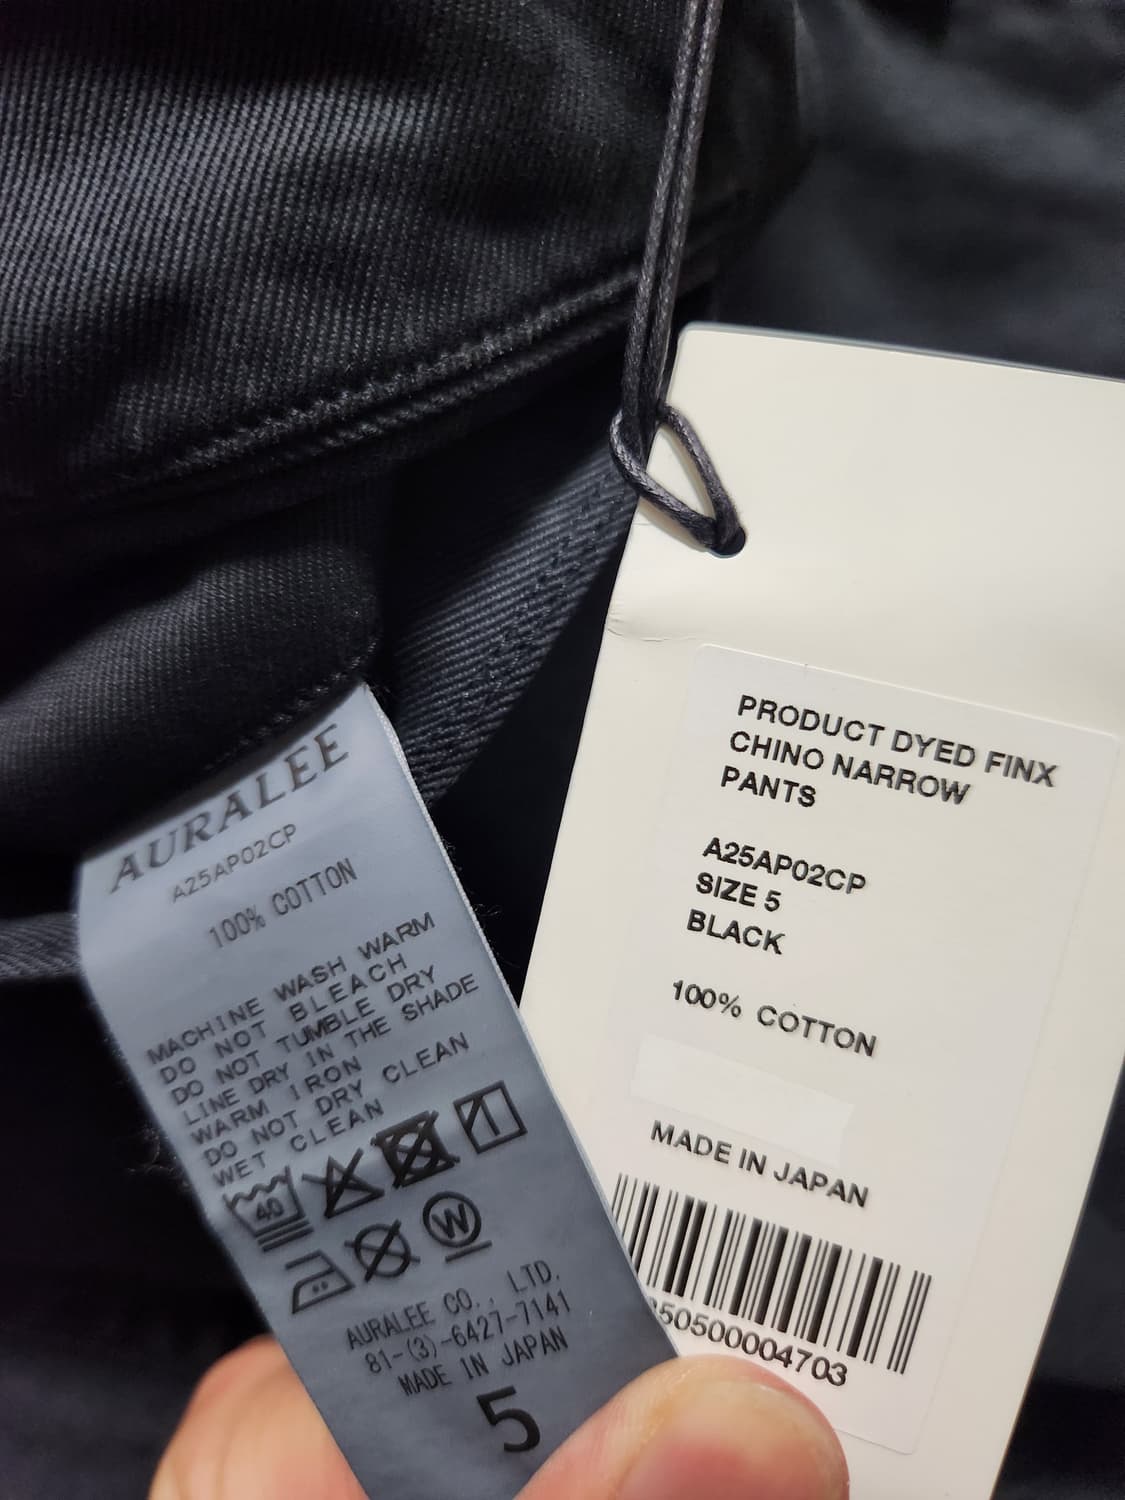 AURALEE
A25AP02CP
100% COTTON
MACHINE WASH WARM
DO NOT BLEACH
DO NOT TUMBLE DRY
LINE DRY IN THE SHADE
WARM IRON
DO NOT DRY CLEAN
WET CLEAN
40
W
AURALEE CO., LTD.
81-(3)-6427-7141
MADE IN JAPAN
5
PRODUCT DYED FINX
CHINO NARROW
PANTS
A25AP02CP
SIZE 5
BLACK
100% COTTON
MADE IN JAPAN
50500004703